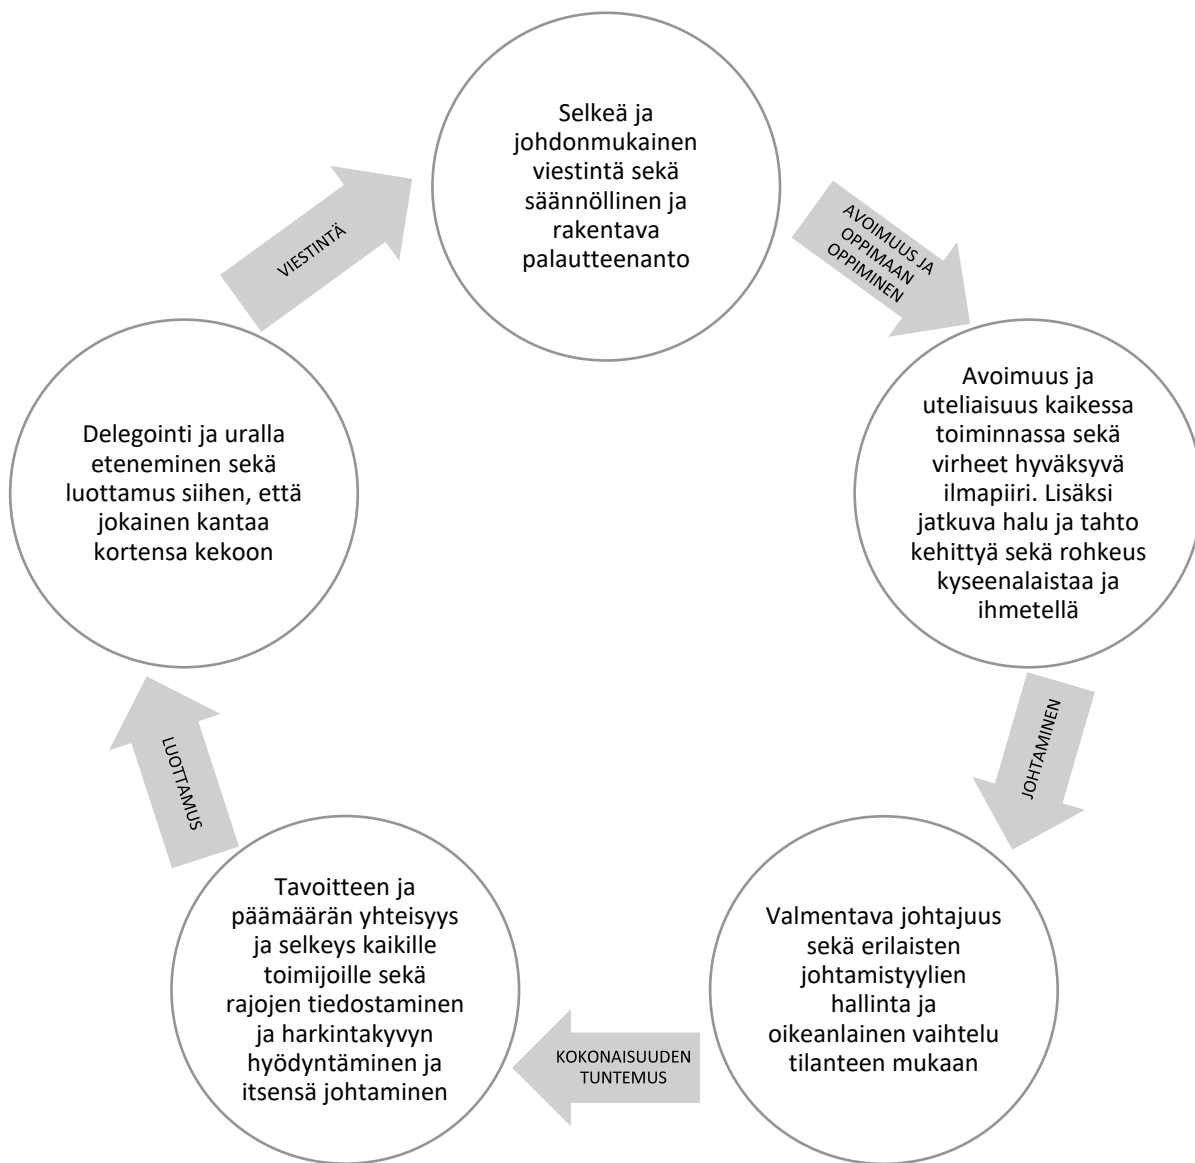 Selkeä ja
johdonmukainen
viestintä sekä
säännöllinen ja
rakentava
palautteenanto
AVOIMUUS JA
OPPIMAAN
OPPIMINEN
Avoimuus ja
uteliaisuus kaikessa
toiminnassa sekä
virheet hyväksyvä
ilmapiiri. Lisäksi
jatkuva halu ja tahto
kehittyä sekä rohkeus
kyseenalaistaa ja
ihmetellä
JOHTAMINEN
Valmentava johtajuus
sekä erilaisten
johtamistyylien
hallinta ja
oikeanlainen vaihtelu
tilanteen mukaan
KOKONAISUUDEN
TUNTEMUS
Tavoitteen ja
päämäärän yhteisyys
ja selkeys kaikille
toimijoille sekä
rajojen tiedostaminen
ja harkintakyvyn
hyödyntäminen ja
itsensä johtaminen
LUOTTAMUS
Delegointi ja uralla
eteneminen sekä
luottamus siihen, että
jokainen kantaa
kortensa kekoon
VIESTINTÄ